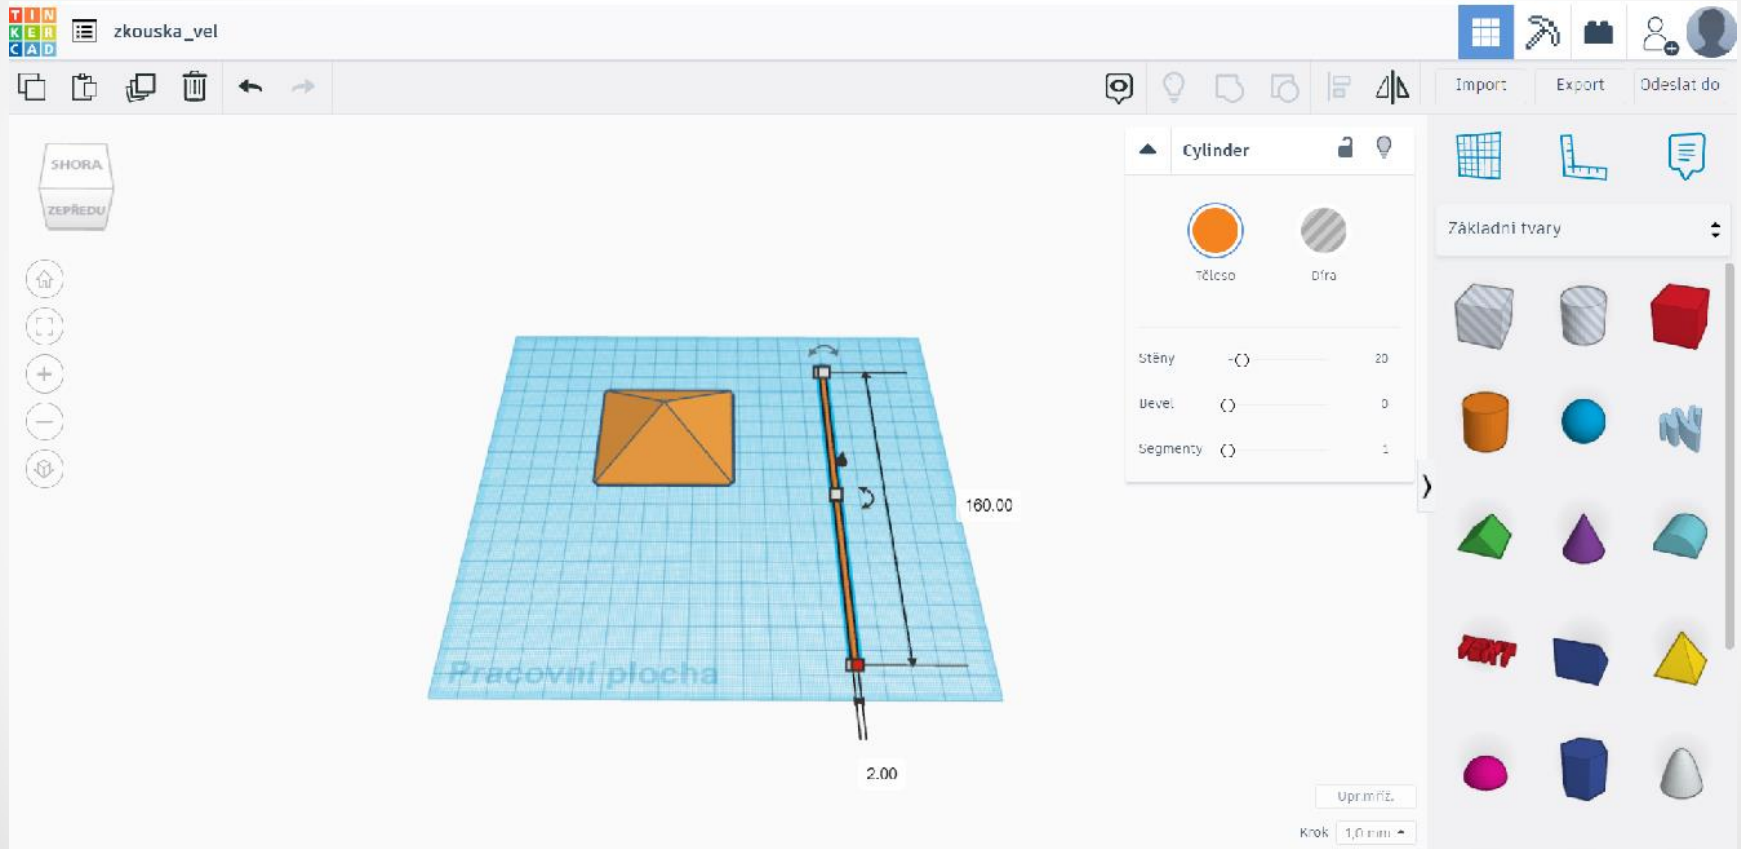 TIN
KER
CAD
zkouska_vel
Import
Export
Odeslat do
SHORA
ZEPŘEDU
Cylinder
Těleso
Díra
Stěny
20
Bevel
0
Segmenty
1
Základní tvary
160.00
Pracovní plocha
2.00
TEXT
Upr.mříž.
Krok
1,0 mm